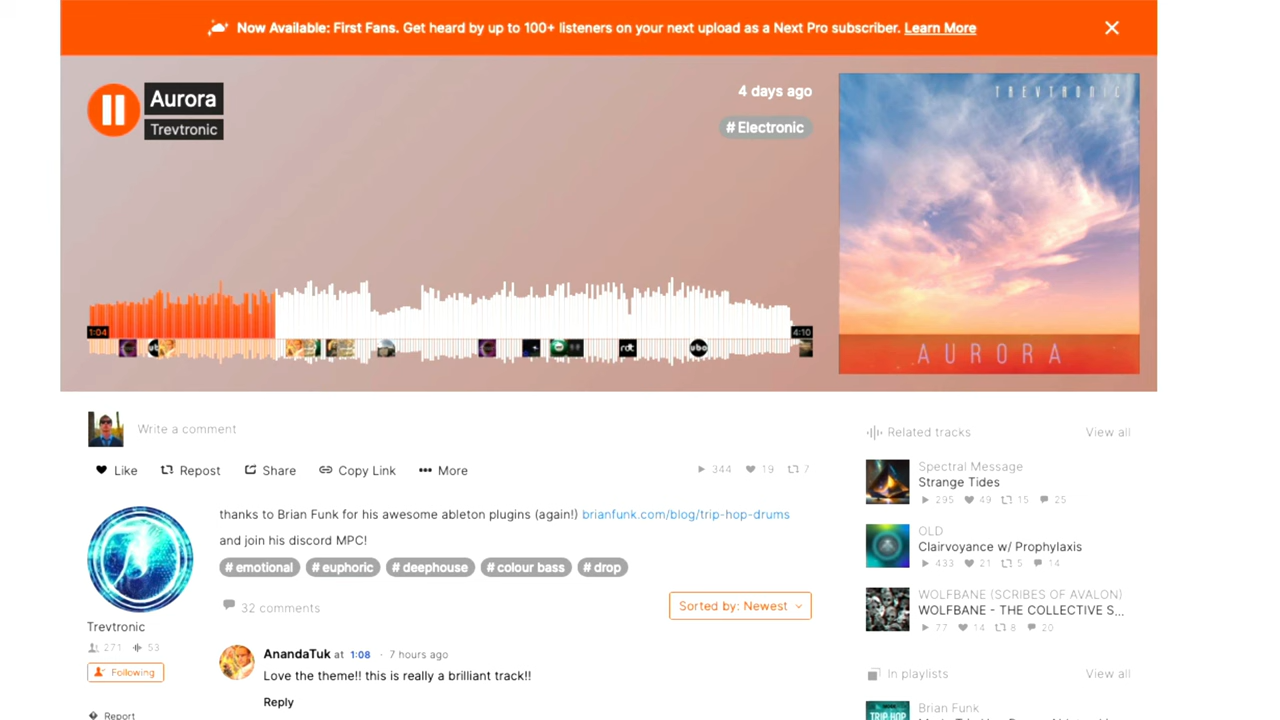 Now Available: First Fans. Get heard by up to 100+ listeners on your next upload as a Next Pro subscriber. Learn More
Aurora
Trevtronic
4 days ago
# Electronic
TREVTRONIC
1:04
4:10
AURORA
Write a comment
Like
Repost
Share
Copy Link
More
344
19
7
thanks to Brian Funk for his awesome ableton plugins (again!) brianfunk.com/blog/trip-hop-drums
and join his discord MPC!
# emotional
# euphoric
# deephouse
# colour bass
# drop
32 comments
Sorted by: Newest
Trevtronic
271
53
Following
Report
AnandaTuk at 1:08 · 7 hours ago
Love the theme!! this is really a brilliant track!!
Reply
Related tracks
View all
Spectral Message
Strange Tides
295 49 15 25
OLD
Clairvoyance w/ Prophylaxis
433 21 5 14
WOLFBANE (SCRIBES OF AVALON)
WOLFBANE - THE COLLECTIVE S...
77 14 8 20
In playlists
View all
Brian Funk
TRIP-HOP